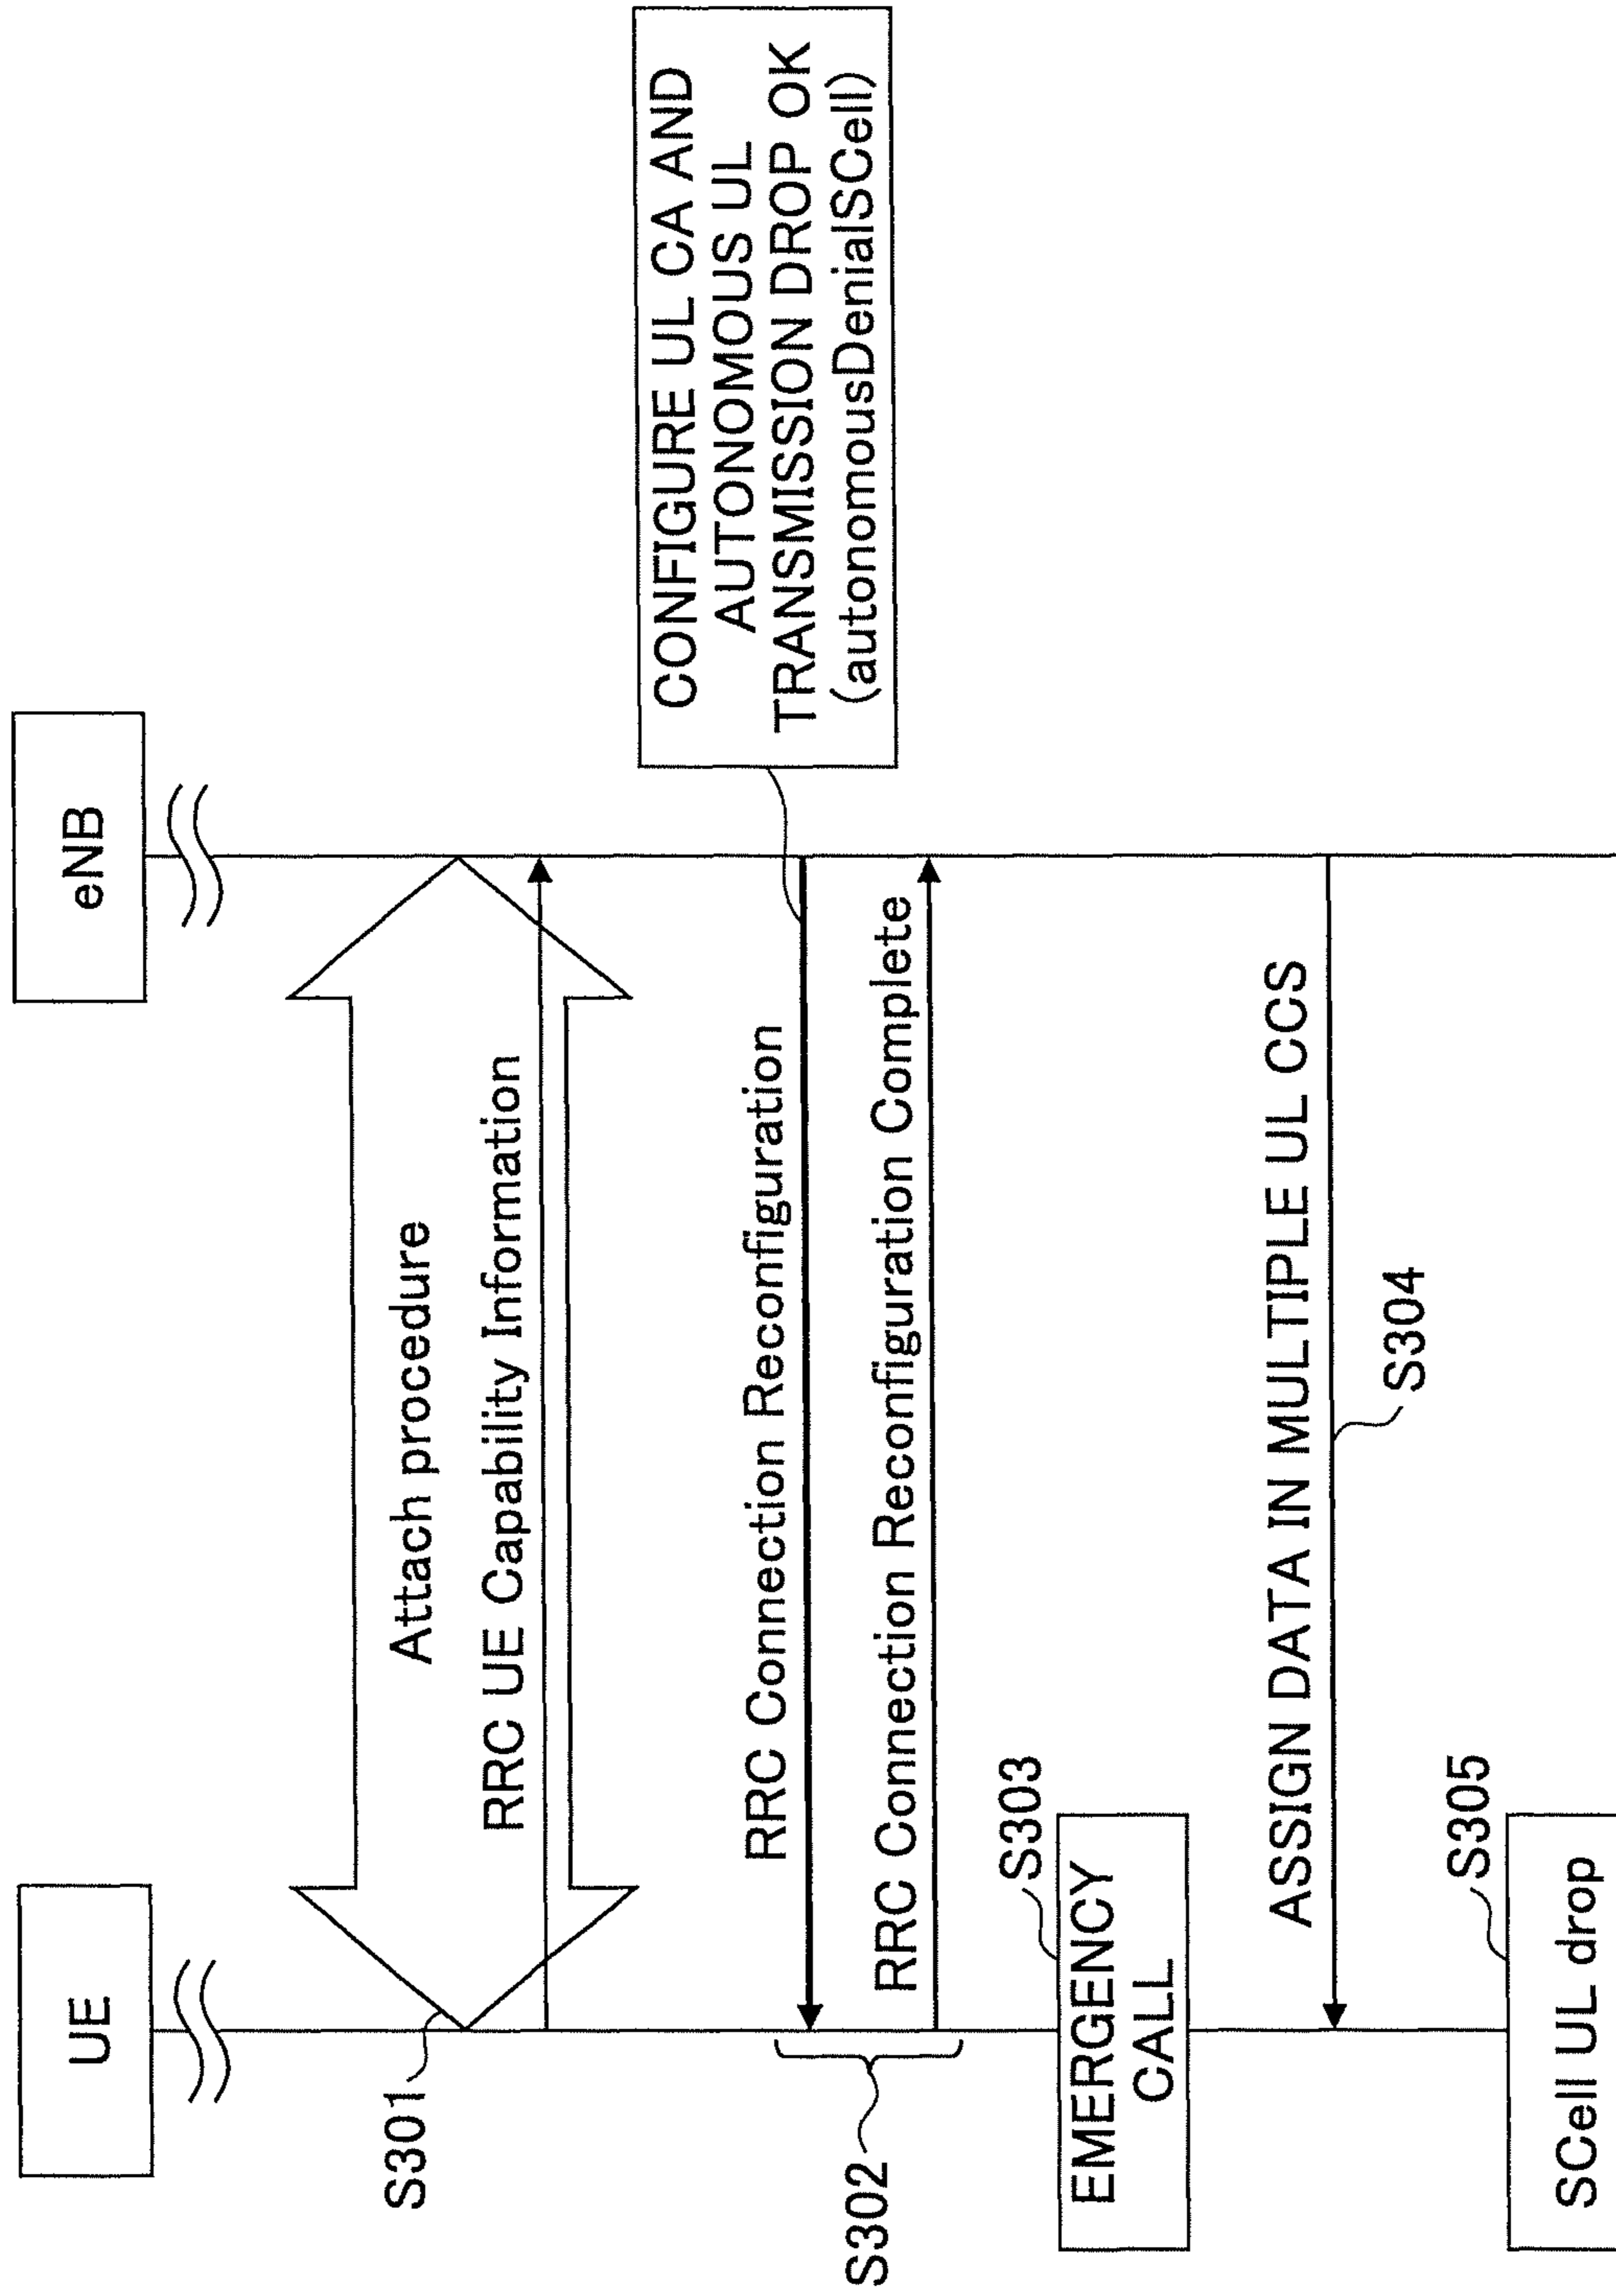 UE
eNB
S301
Attach procedure
RRC UE Capability Information
S302
RRC Connection Reconfiguration
CONFIGURE UL CA AND
AUTONOMOUS UL
TRANSMISSION DROP OK
(autonomousDenialSCell)
RRC Connection Reconfiguration Complete
S303
EMERGENCY
CALL
ASSIGN DATA IN MULTIPLE UL CCS
S304
S305
SCell UL drop